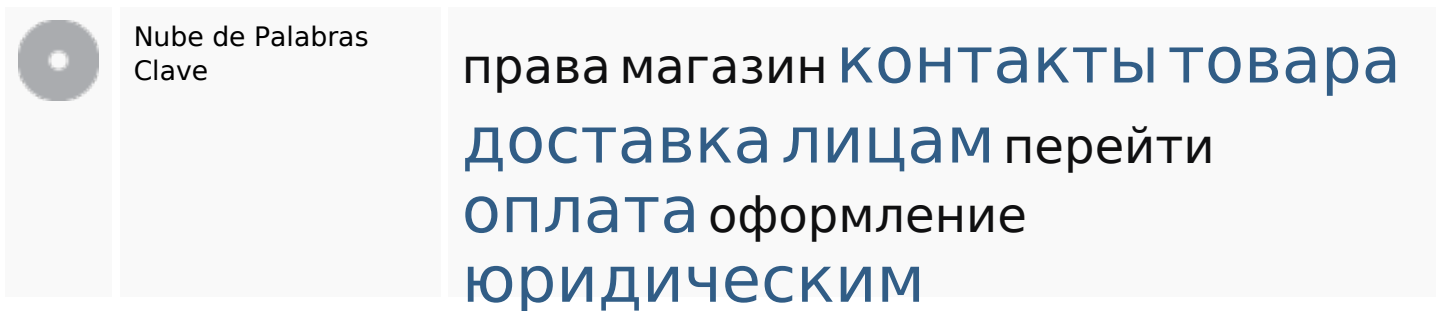 Nube de Palabras
Clave
права магазин контакты товара
доставка лицам перейти
оплата оформление
юридическим